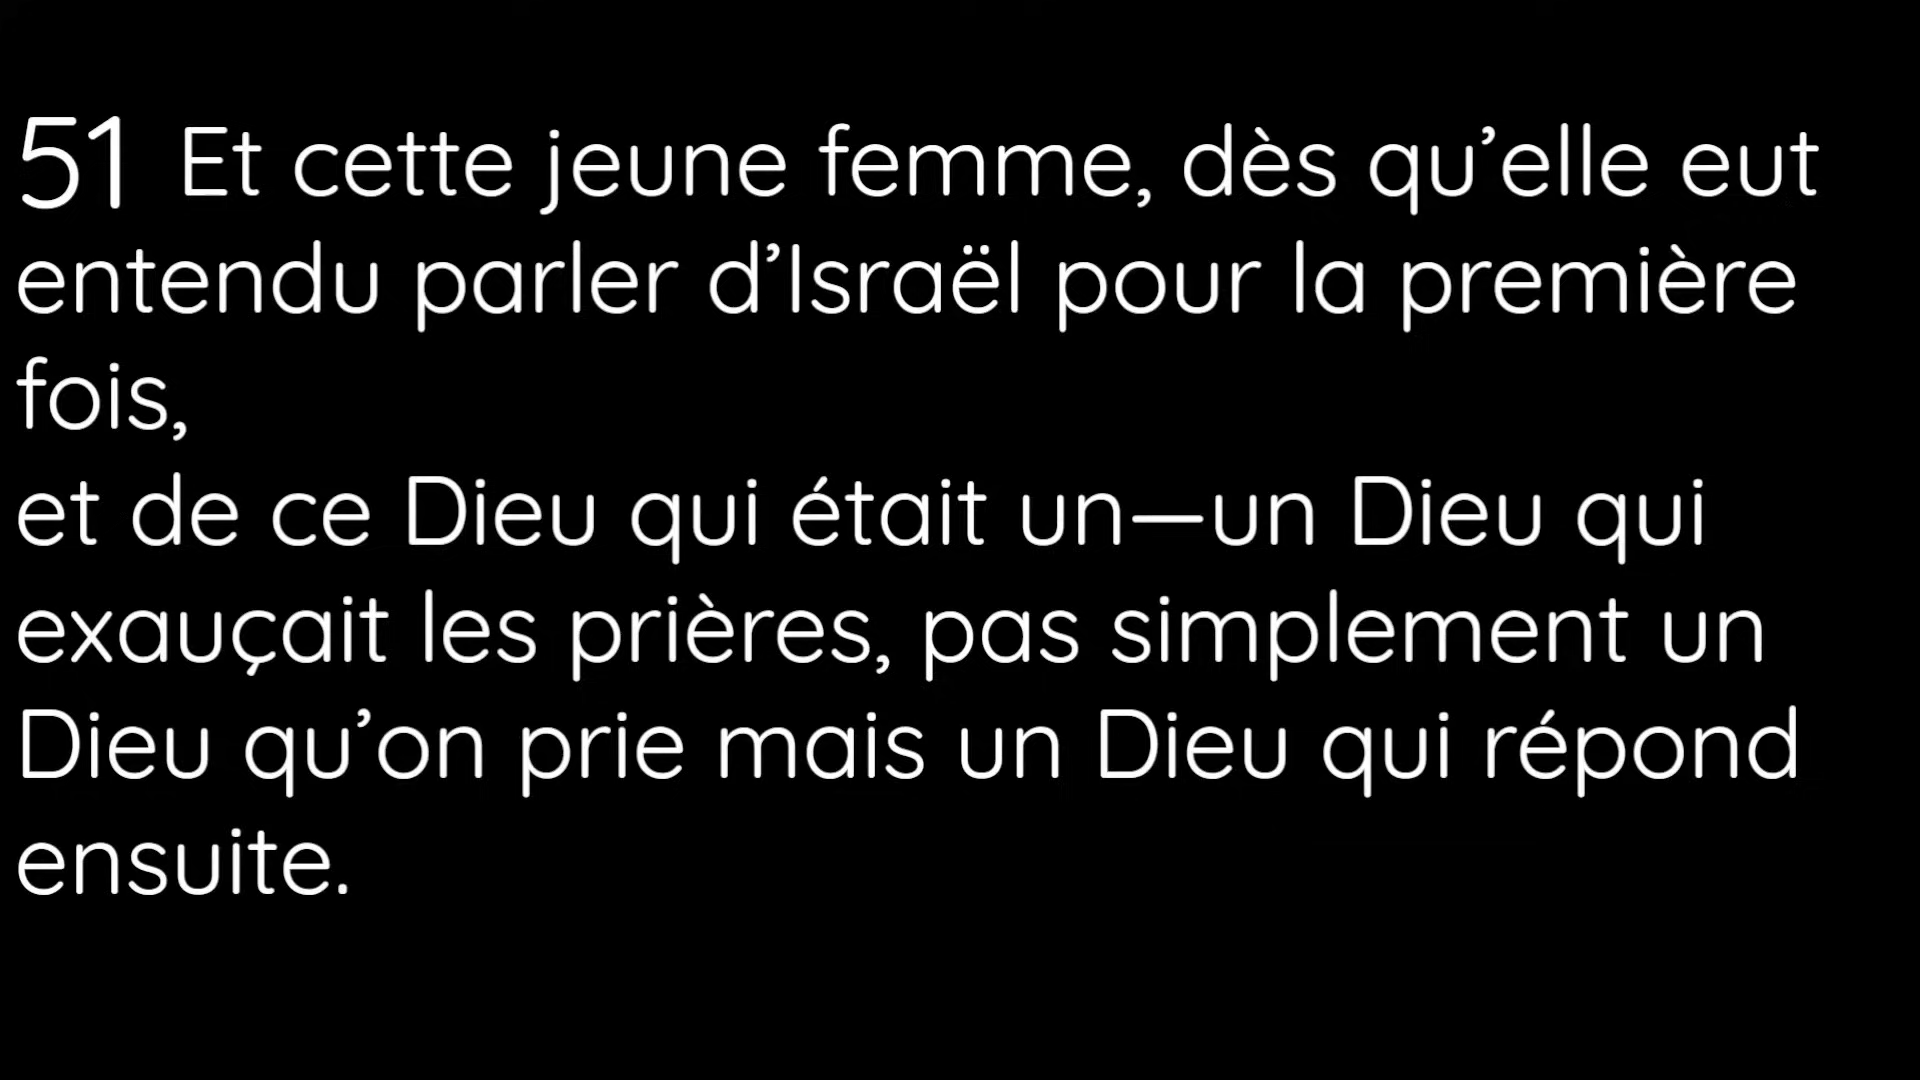 51 Et cette jeune femme, dès qu’elle eut
entendu parler d’Israël pour la première
fois,
et de ce Dieu qui était un—un Dieu qui
exauçait les prières, pas simplement un
Dieu qu’on prie mais un Dieu qui répond
ensuite.